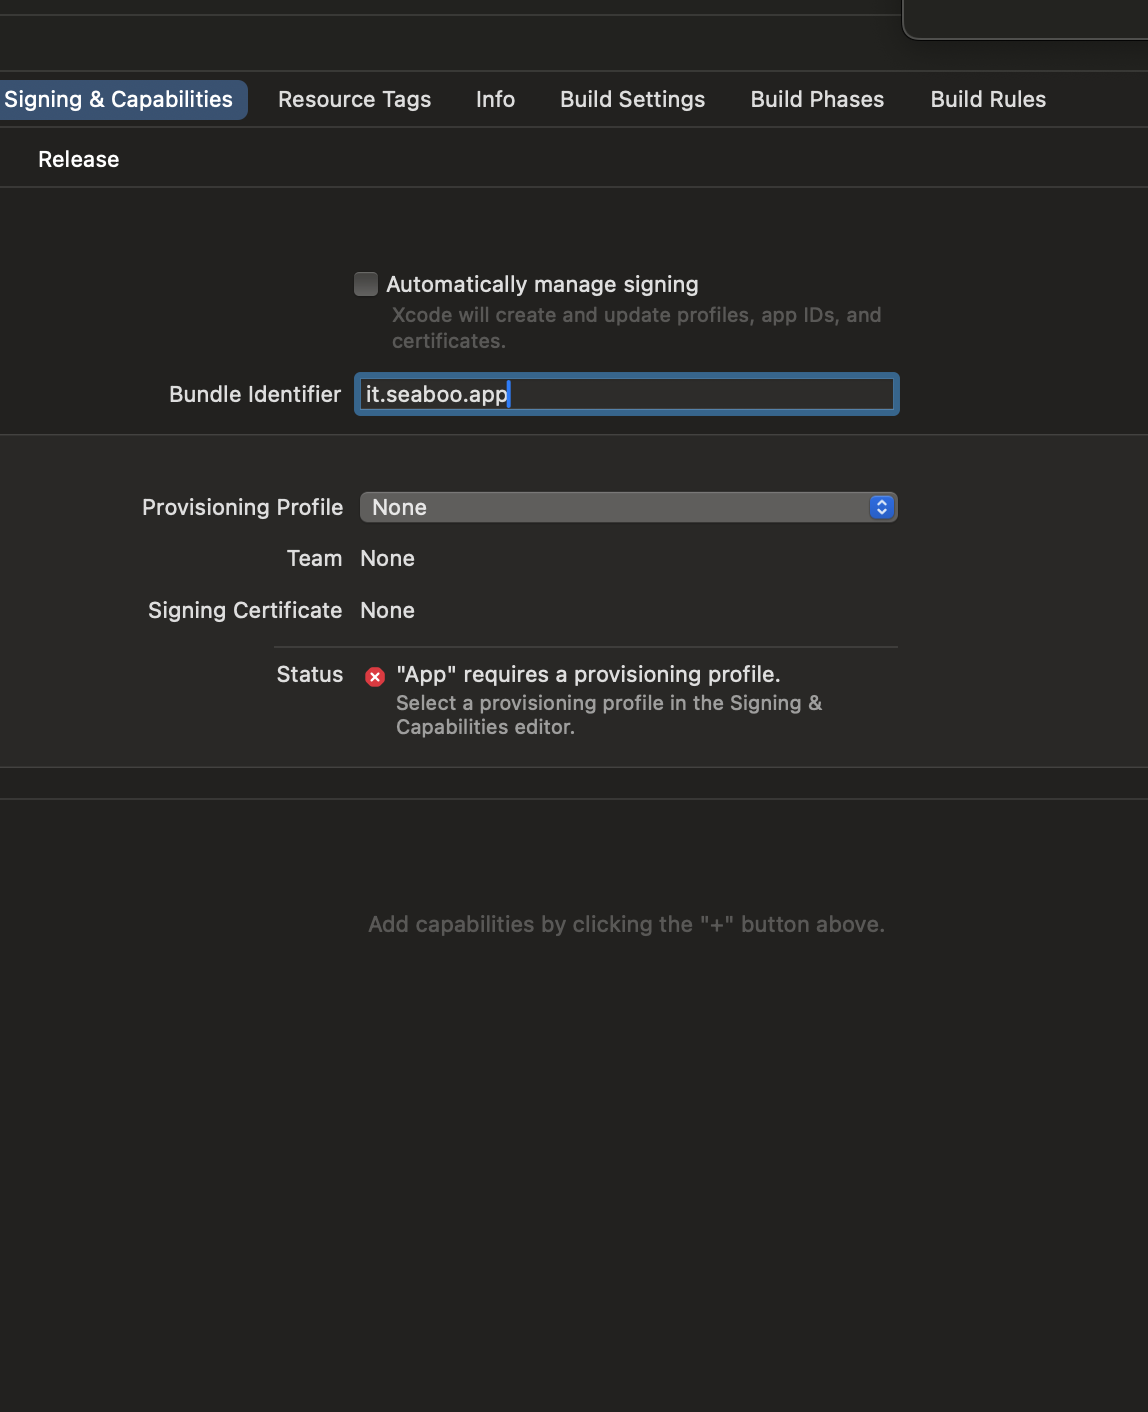 Signing & Capabilities Resource Tags Info Build Settings Build Phases Build Rules
Release
Automatically manage signing
Xcode will create and update profiles, app IDs, and
certificates.
Bundle Identifier it.seaboo.app
Provisioning Profile None
Team None
Signing Certificate None
Status "App" requires a provisioning profile.
Select a provisioning profile in the Signing &
Capabilities editor.
Add capabilities by clicking the "+" button above.